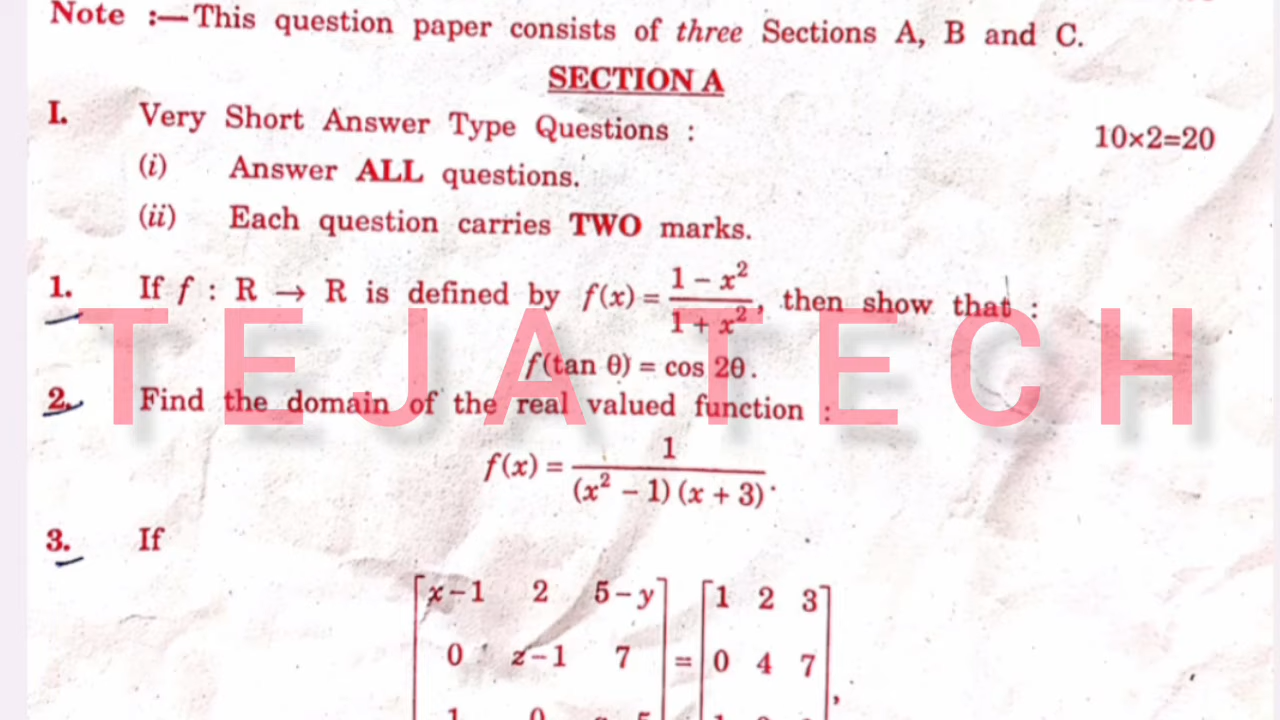 Note :— This question paper consists of three Sections A, B and C.
SECTION A
I. Very Short Answer Type Questions : 10×2=20
(i) Answer ALL questions.
(ii) Each question carries TWO marks.
1. If f : R → R is defined by f(x) = (1 − x²)/(1 + x²), then show that :
f(tan θ) = cos 2θ.
TEJA TECH
2. Find the domain of the real valued function :
f(x) = 1/((x² − 1) (x + 3)).
3. If
[x−1 2 5−y] [1 2 3]
[0 z−1 7] = [0 4 7],